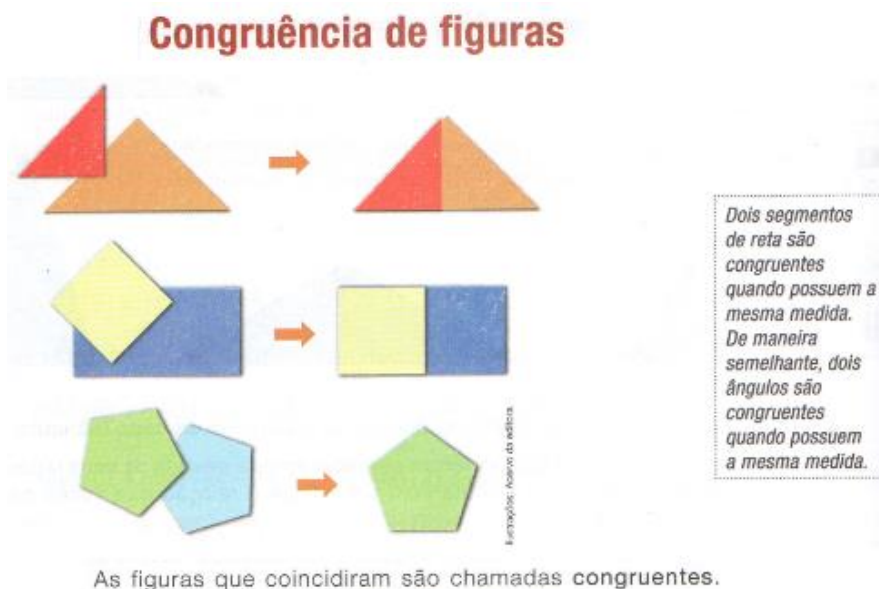 Congruência de figuras
Dois segmentos
de reta são
congruentes
quando possuem a
mesma medida.
De maneira
semelhante, dois
ângulos são
congruentes
quando possuem
a mesma medida.
Ilustrações: Acervo da editora
As figuras que coincidiram são chamadas congruentes.